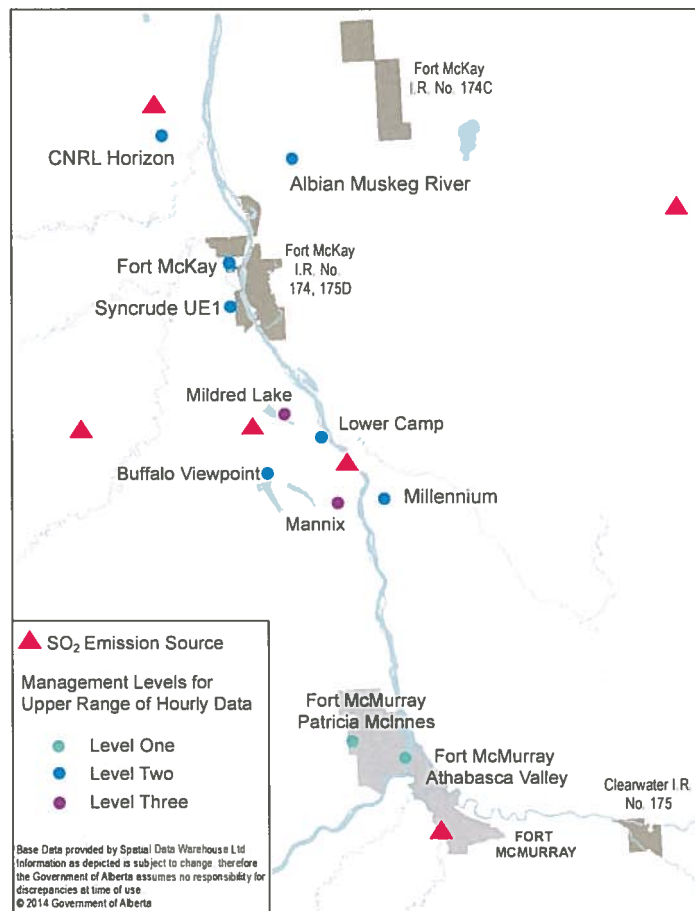 Fort McKay
I.R. No. 174C
CNRL Horizon
Albian Muskeg River
Fort McKay
Fort McKay
I.R. No.
174, 175D
Syncrude UE1
Mildred Lake
Lower Camp
Buffalo Viewpoint
Millennium
Mannix
SO₂ Emission Source
Management Levels for
Upper Range of Hourly Data
Level One
Level Two
Level Three
Fort McMurray
Patricia McInnes
Fort McMurray
Athabasca Valley
Clearwater I.R.
No. 175
FORT
MCMURRAY
Base Data provided by Spatial Data Warehouse Ltd
Information as depicted is subject to change, therefore
the Government of Alberta assumes no responsibility for
discrepancies at time of use
© 2014 Government of Alberta